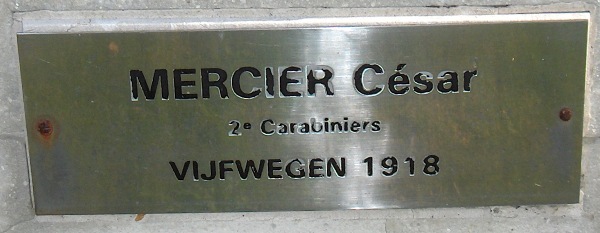 MERCIER César
2e Carabiniers
VIJFWEGEN 1918